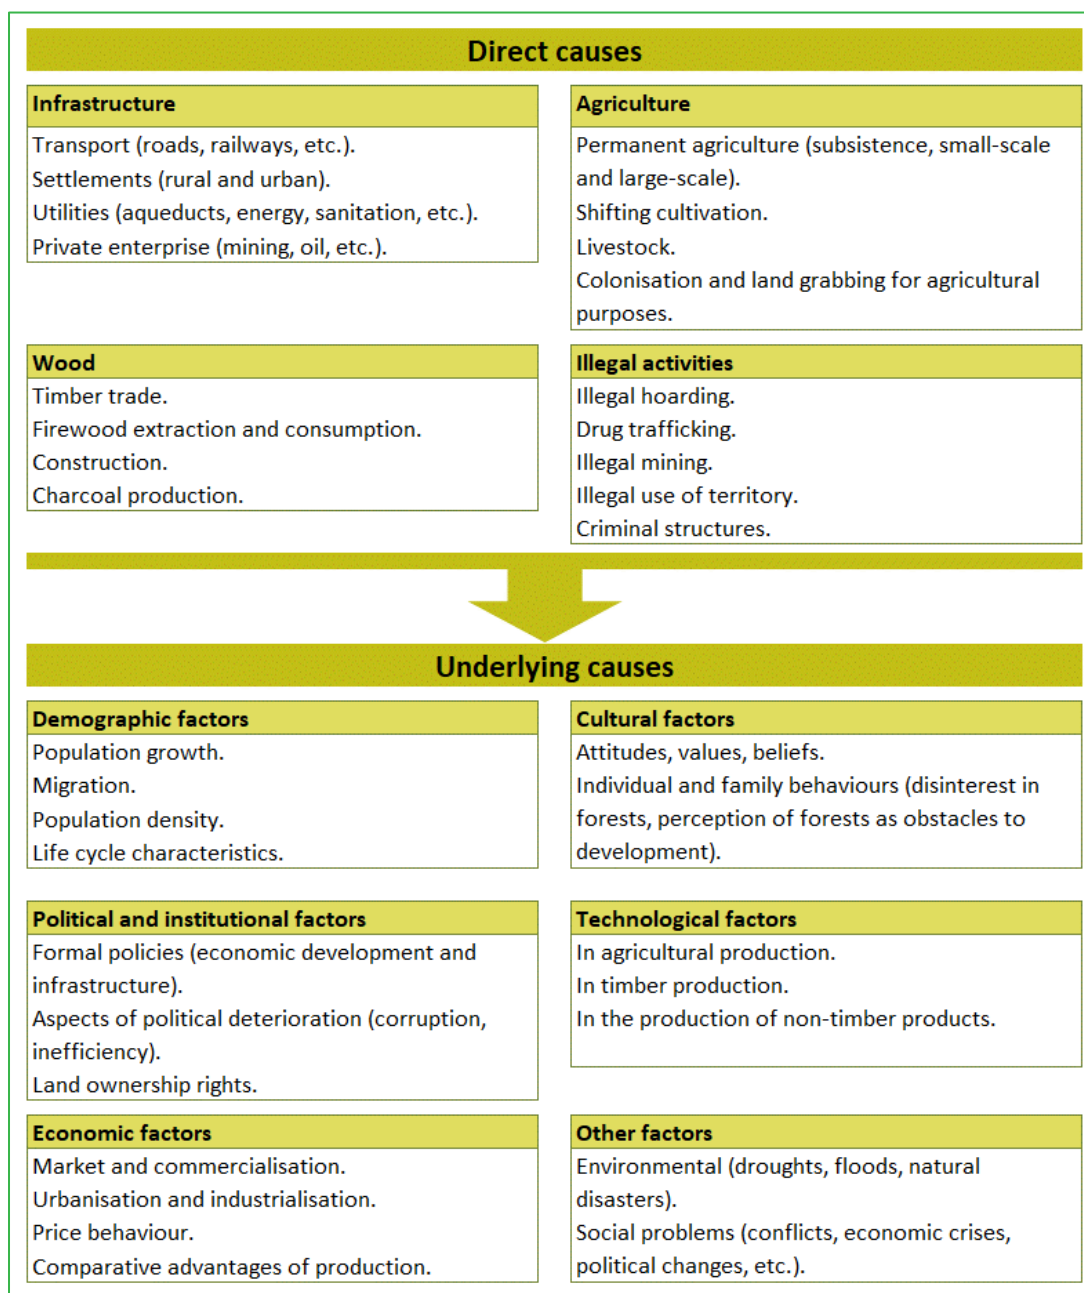 Direct causes
Infrastructure
Transport (roads, railways, etc.).
Settlements (rural and urban).
Utilities (aqueducts, energy, sanitation, etc.).
Private enterprise (mining, oil, etc.).
Agriculture
Permanent agriculture (subsistence, small-scale
and large-scale).
Shifting cultivation.
Livestock.
Colonisation and land grabbing for agricultural
purposes.
Wood
Timber trade.
Firewood extraction and consumption.
Construction.
Charcoal production.
Illegal activities
Illegal hoarding.
Drug trafficking.
Illegal mining.
Illegal use of territory.
Criminal structures.
Underlying causes
Demographic factors
Population growth.
Migration.
Population density.
Life cycle characteristics.
Cultural factors
Attitudes, values, beliefs.
Individual and family behaviours (disinterest in
forests, perception of forests as obstacles to
development).
Political and institutional factors
Formal policies (economic development and
infrastructure).
Aspects of political deterioration (corruption,
inefficiency).
Land ownership rights.
Technological factors
In agricultural production.
In timber production.
In the production of non-timber products.
Economic factors
Market and commercialisation.
Urbanisation and industrialisation.
Price behaviour.
Comparative advantages of production.
Other factors
Environmental (droughts, floods, natural
disasters).
Social problems (conflicts, economic crises,
political changes, etc.).